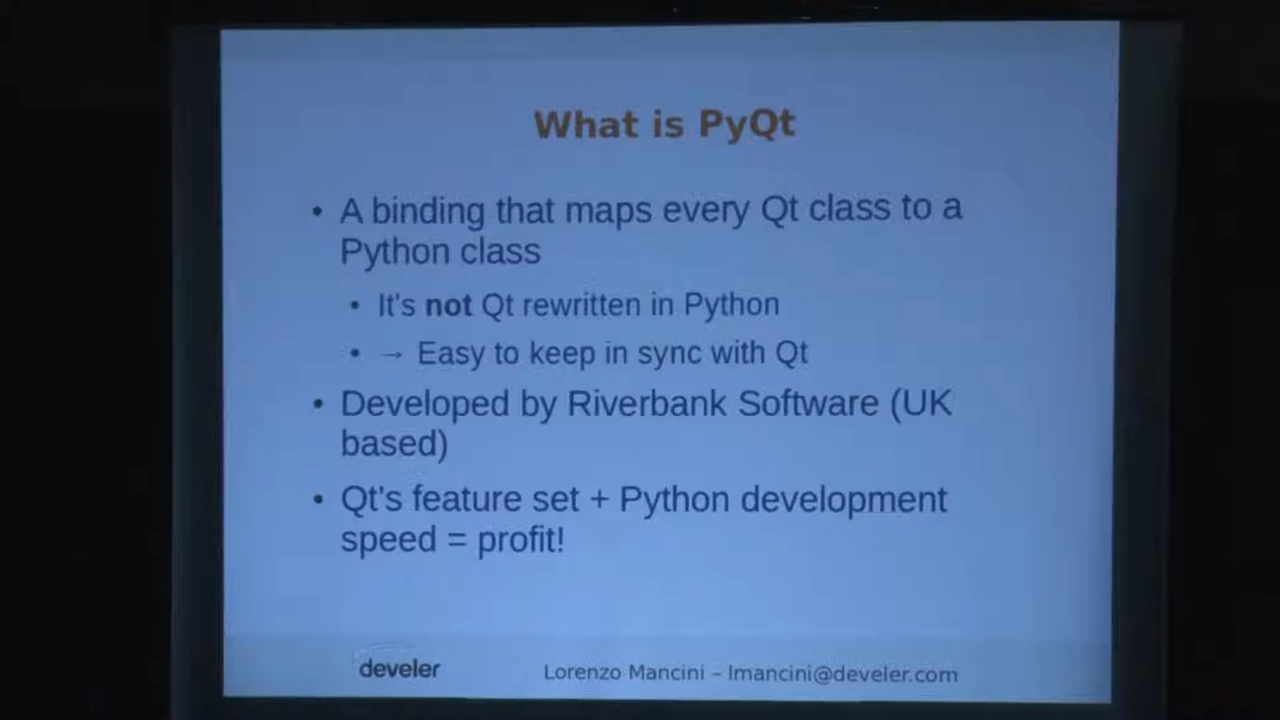 What is PyQt
• A binding that maps every Qt class to a
Python class
• It's not Qt rewritten in Python
• → Easy to keep in sync with Qt
• Developed by Riverbank Software (UK
based)
• Qt's feature set + Python development
speed = profit!
develer
Lorenzo Mancini – lmancini@develer.com